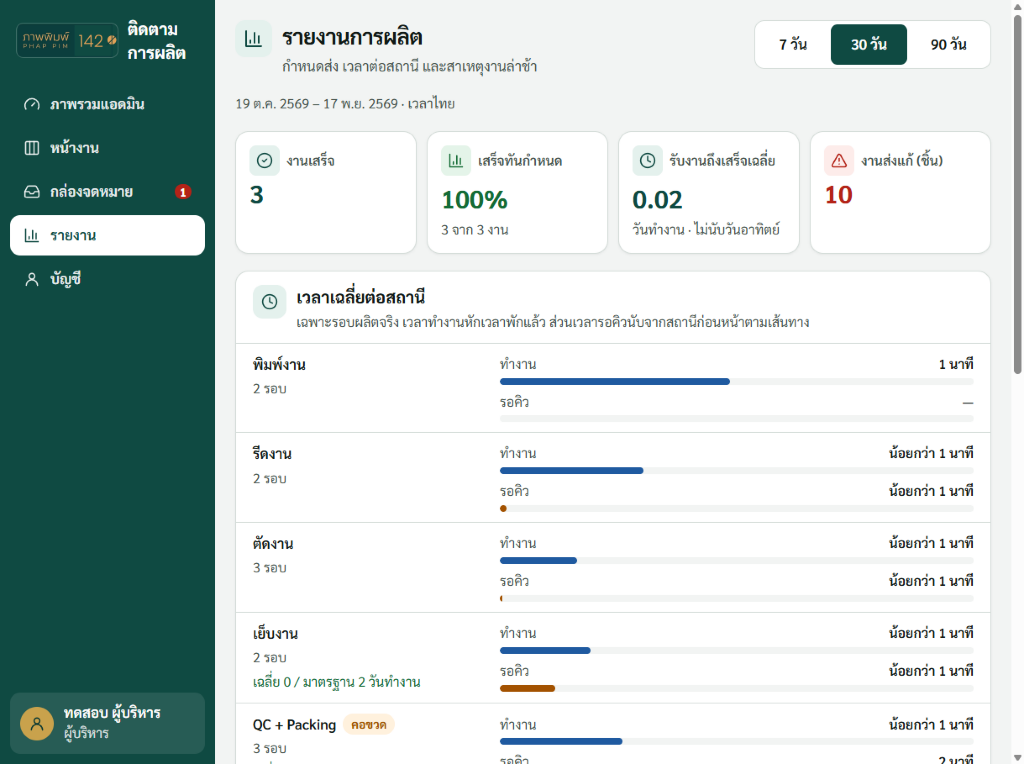 ภาพพิมพ์
PHAP PIM
142
ติดตาม
การผลิต
ภาพรวมแอดมิน
หน้างาน
กล่องจดหมาย
1
รายงาน
บัญชี
ทดสอบ ผู้บริหาร
ผู้บริหาร
รายงานการผลิต
กำหนดส่ง เวลาต่อสถานี และสาเหตุงานล่าช้า
7 วัน
30 วัน
90 วัน
19 ต.ค. 2569 – 17 พ.ย. 2569 · เวลาไทย
งานเสร็จ
3
เสร็จทันกำหนด
100%
3 จาก 3 งาน
รับงานถึงเสร็จเฉลี่ย
0.02
วันทำงาน · ไม่นับวันอาทิตย์
งานส่งแก้ (ชิ้น)
10
เวลาเฉลี่ยต่อสถานี
เฉพาะรอบผลิตจริง เวลาทำงานหักเวลาพักแล้ว ส่วนเวลารอคิวนับจากสถานีก่อนหน้าตามเส้นทาง
พิมพ์งาน
2 รอบ
ทำงาน
1 นาที
รอคิว
—
รีดงาน
2 รอบ
ทำงาน
น้อยกว่า 1 นาที
รอคิว
น้อยกว่า 1 นาที
ตัดงาน
3 รอบ
ทำงาน
น้อยกว่า 1 นาที
รอคิว
น้อยกว่า 1 นาที
เย็บงาน
2 รอบ
เฉลี่ย 0 / มาตรฐาน 2 วันทำงาน
ทำงาน
น้อยกว่า 1 นาที
รอคิว
น้อยกว่า 1 นาที
QC + Packing
คอขวด
3 รอบ
ทำงาน
น้อยกว่า 1 นาที
รอคิว
2 นาที